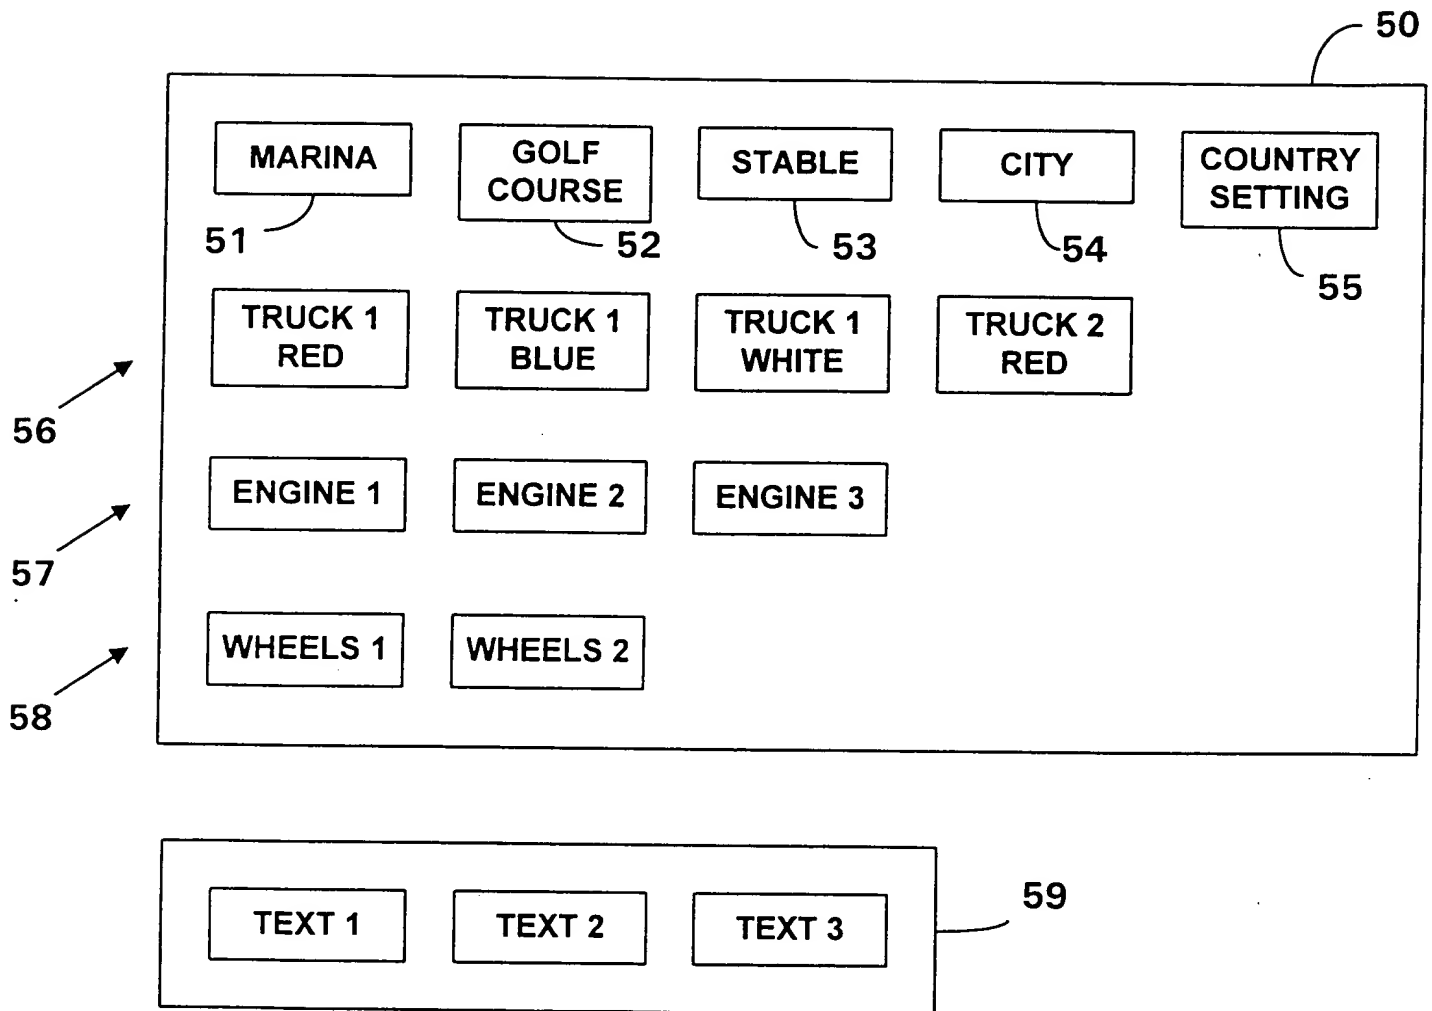 50
MARINA
GOLF
COURSE
STABLE
CITY
COUNTRY
SETTING
51
52
53
54
55
TRUCK 1
RED
TRUCK 1
BLUE
TRUCK 1
WHITE
TRUCK 2
RED
56
ENGINE 1
ENGINE 2
ENGINE 3
57
WHEELS 1
WHEELS 2
58
TEXT 1
TEXT 2
TEXT 3
59